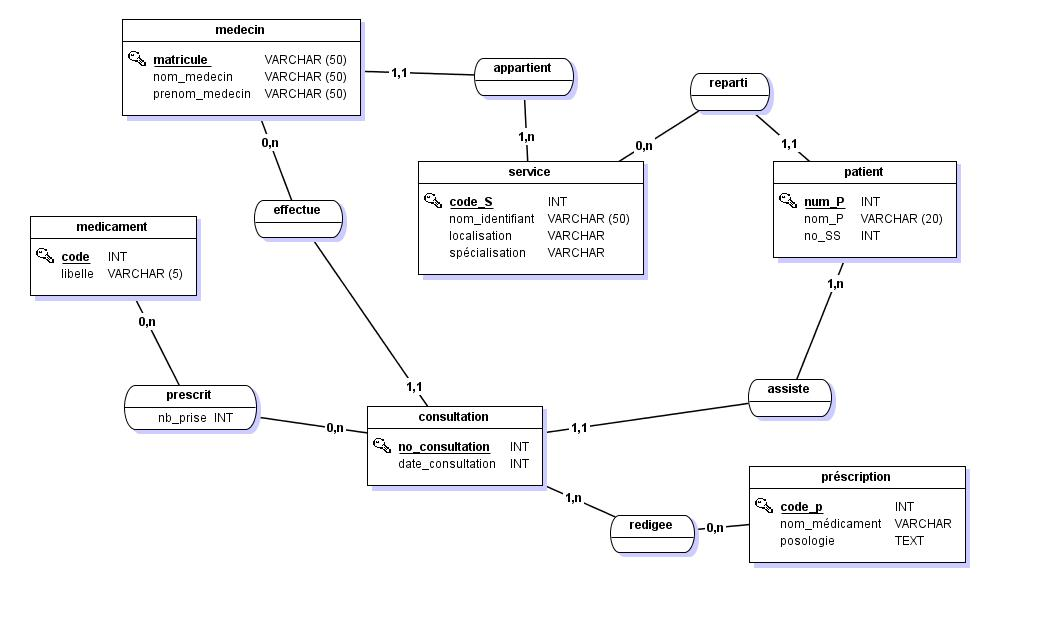 medecin
matricule VARCHAR (50)
nom_medecin VARCHAR (50)
prenom_medecin VARCHAR (50)
1,1
appartient
reparti
0,n
1,n
0,n
1,1
service
code_S INT
nom_identifiant VARCHAR (50)
localisation VARCHAR
spécialisation VARCHAR
patient
num_P INT
nom_P VARCHAR (20)
no_SS INT
effectue
medicament
code INT
libelle VARCHAR (5)
1,n
0,n
1,1
prescrit
nb_prise INT
0,n
consultation
no_consultation INT
date_consultation INT
1,1
assiste
1,n
redigee
0,n
préscription
code_p INT
nom_médicament VARCHAR
posologie TEXT